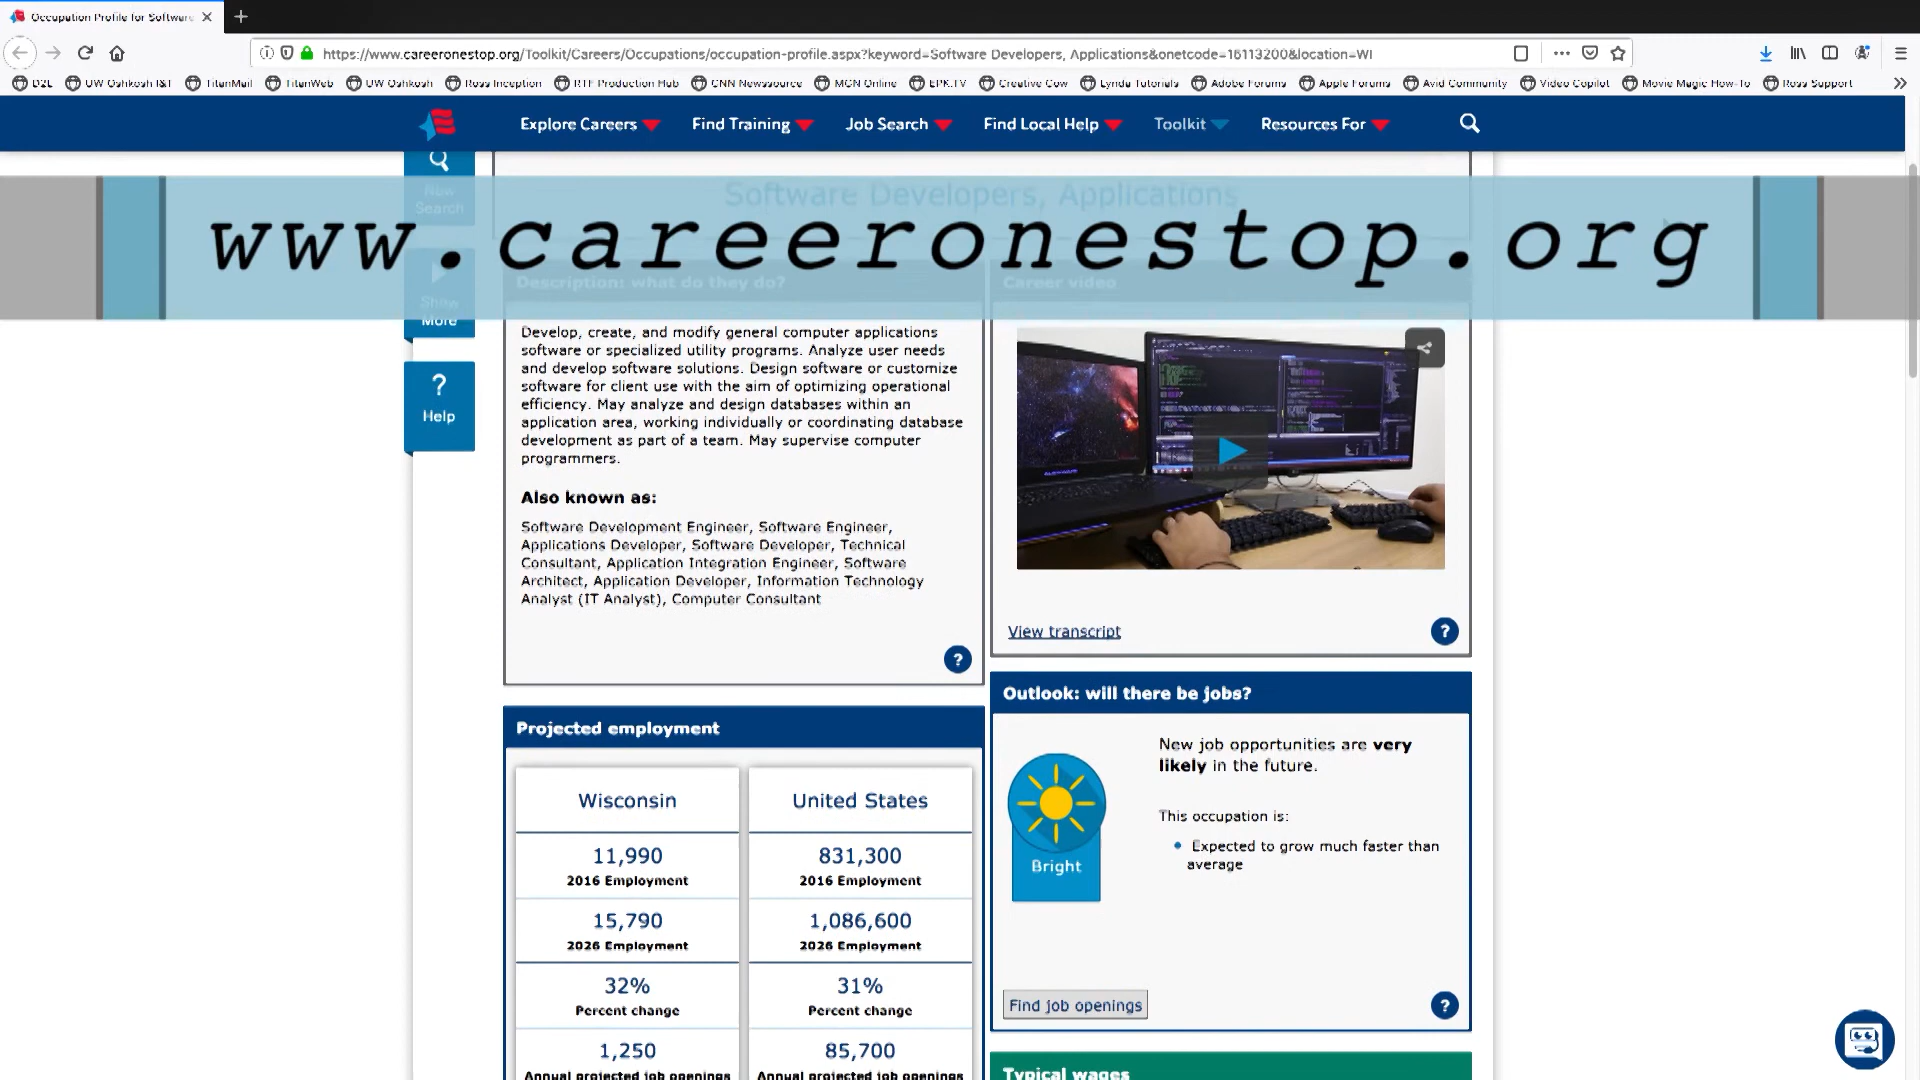 Occupation Profile for Software
https://www.careeronestop.org/Toolkit/Careers/Occupations/occupation-profile.aspx?keyword=Software Developers, Applications&onetcode=15113200&location=WI
D2L UW Oshkosh R&T TitanMail TitanWeb UW Oshkosh Ross Inception RTF Production Hub CNN Newssource MCN Online EPK.TV Creative Cow Lynda Tutorials Adobe Forums Apple Forums Avid Community Video Copilot Movie Magic How-To Ross Support
Explore Careers Find Training Job Search Find Local Help Toolkit Resources For
New
Search
Software Developers, Applications
www.careeronestop.org
Show
More
Help
Description: what do they do?
Develop, create, and modify general computer applications
software or specialized utility programs. Analyze user needs
and develop software solutions. Design software or customize
software for client use with the aim of optimizing operational
efficiency. May analyze and design databases within an
application area, working individually or coordinating database
development as part of a team. May supervise computer
programmers.
Also known as:
Software Development Engineer, Software Engineer,
Applications Developer, Software Developer, Technical
Consultant, Application Integration Engineer, Software
Architect, Application Developer, Information Technology
Analyst (IT Analyst), Computer Consultant
Career video
ALIENWARE
View transcript
Projected employment
Wisconsin United States
11,990 831,300
2016 Employment 2016 Employment
15,790 1,086,600
2026 Employment 2026 Employment
32% 31%
Percent change Percent change
1,250 85,700
Annual projected job openings Annual projected job openings
Outlook: will there be jobs?
Bright
New job opportunities are very
likely in the future.
This occupation is:
Expected to grow much faster than
average
Find job openings
Typical wages